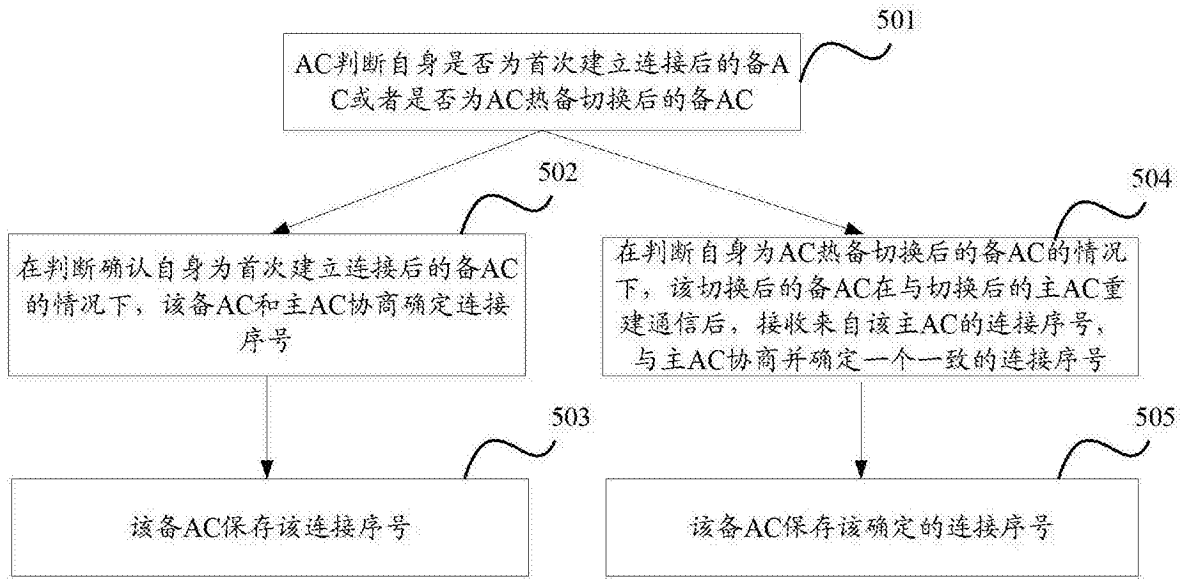 501
AC判断自身是否为首次建立连接后的备A
C或者是否为AC热备切换后的备AC
502
在判断确认自身为首次建立连接后的备AC
的情况下，该备AC和主AC协商确定连接
序号
504
在判断自身为AC热备切换后的备AC的情况
下，该切换后的备AC在与切换后的主AC重
建通信后，接收来自该主AC的连接序号，
与主AC协商并确定一个一致的连接序号
503
该备AC保存该连接序号
505
该备AC保存该确定的连接序号